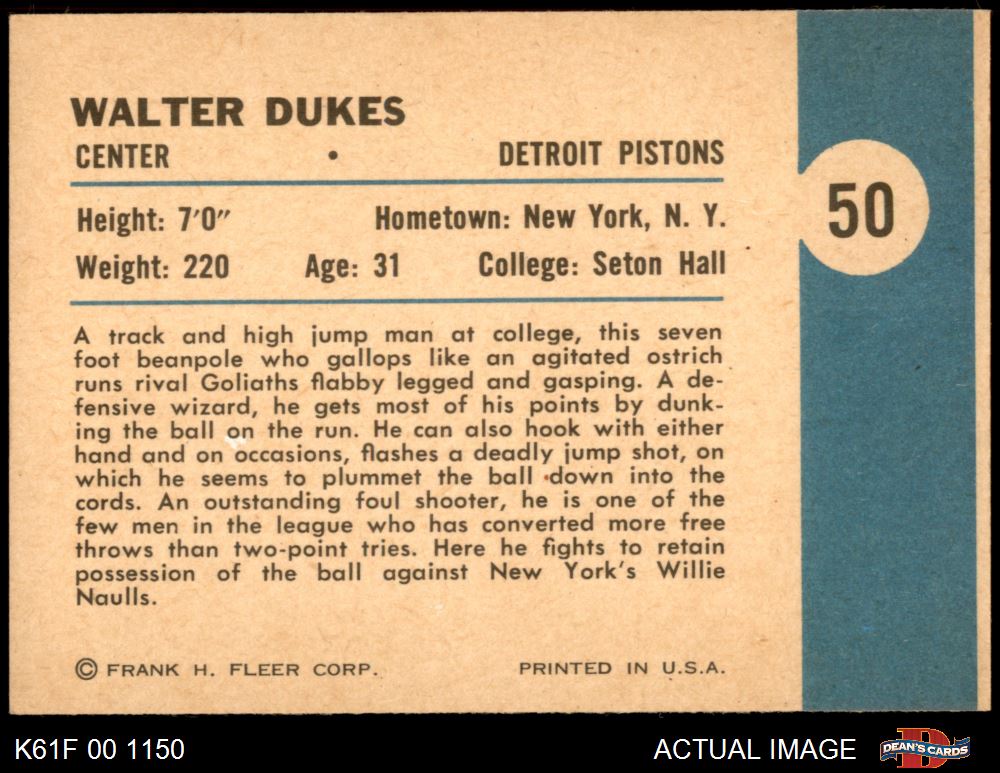 WALTER DUKES
CENTER • DETROIT PISTONS
50
Height: 7'0" Hometown: New York, N. Y.
Weight: 220 Age: 31 College: Seton Hall
A track and high jump man at college, this seven
foot beanpole who gallops like an agitated ostrich
runs rival Goliaths flabby legged and gasping. A de-
fensive wizard, he gets most of his points by dunk-
ing the ball on the run. He can also hook with either
hand and on occasions, flashes a deadly jump shot, on
which he seems to plummet the ball down into the
cords. An outstanding foul shooter, he is one of the
few men in the league who has converted more free
throws than two-point tries. Here he fights to retain
possession of the ball against New York's Willie
Naulls.
© FRANK H. FLEER CORP. PRINTED IN U.S.A.
K61F 00 1150 ACTUAL IMAGE DEAN'S CARDS